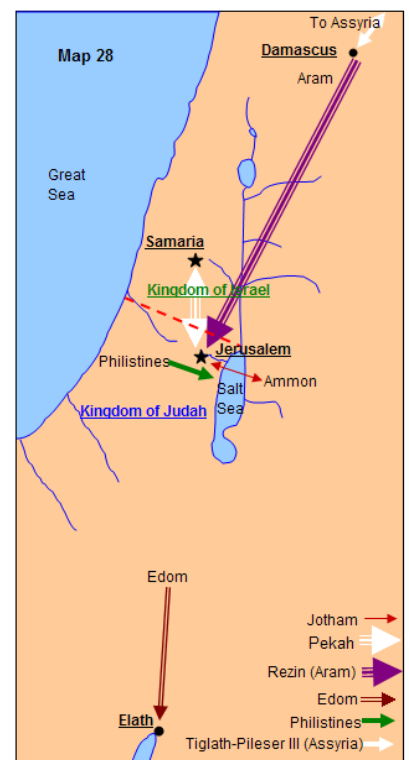 To Assyria
Map 28
Damascus
Aram
Great
Sea
Samaria
Kingdom of Israel
Jerusalem
Philistines
Ammon
Salt
Sea
Kingdom of Judah
Edom
Jotham
Pekah
Rezin (Aram)
Edom
Elath
Philistines
Tiglath-Pileser III (Assyria)